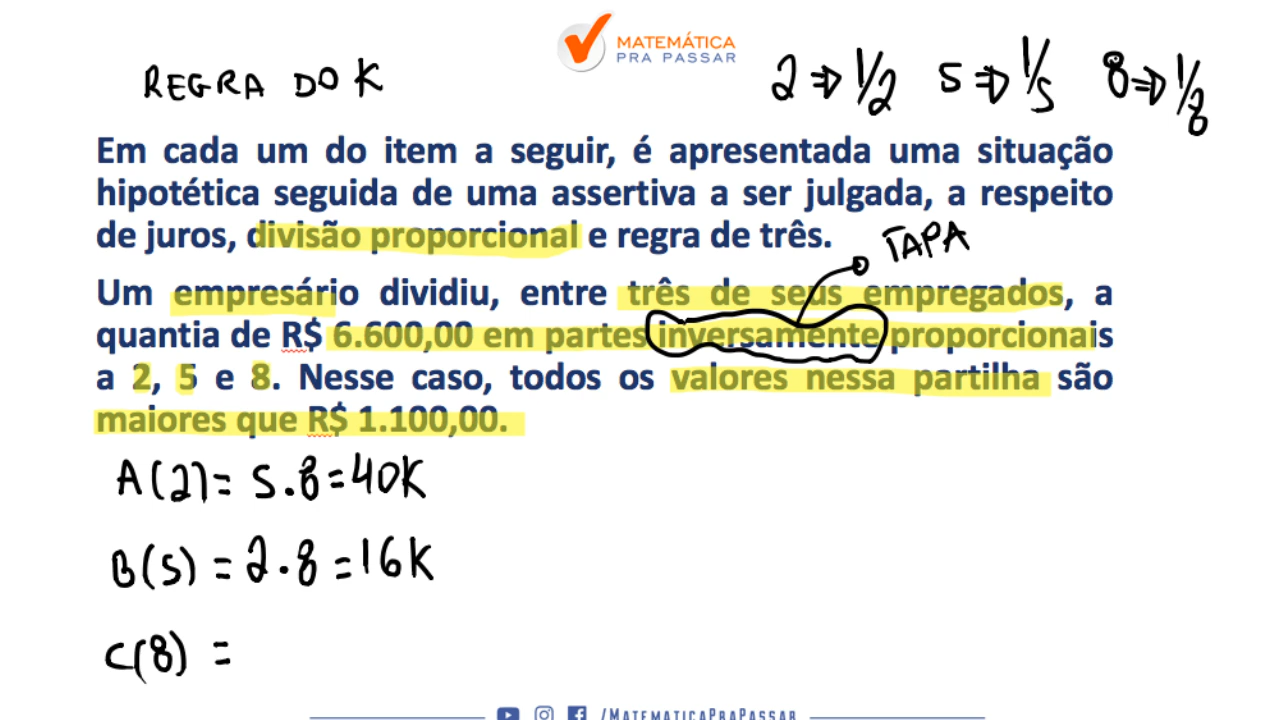 MATEMÁTICA
PRA PASSAR
REGRA DO K
2 ⇒ 1/2 5 ⇒ 1/5 8 ⇒ 1/8
Em cada um do item a seguir, é apresentada uma situação
hipotética seguida de uma assertiva a ser julgada, a respeito
de juros, divisão proporcional e regra de três.
TAPA
Um empresário dividiu, entre três de seus empregados, a
quantia de R$ 6.600,00 em partes inversamente proporcionais
a 2, 5 e 8. Nesse caso, todos os valores nessa partilha são
maiores que R$ 1.100,00.
A(2) = 5.8 = 40K
B(5) = 2.8 = 16K
C(8) =
/MATEMATICAPRAPASSAR